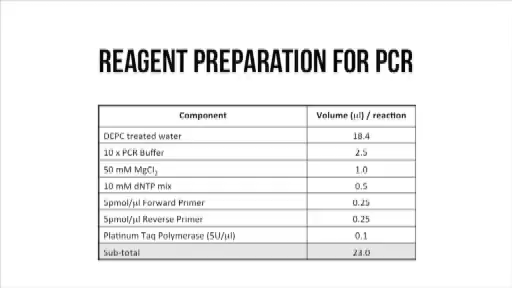 REAGENT PREPARATION FOR PCR
Component Volume (µl) / reaction
DEPC treated water 18.4
10 x PCR Buffer 2.5
50 mM MgCl₂ 1.0
10 mM dNTP mix 0.5
5pmol/µl Forward Primer 0.25
5pmol/µl Reverse Primer 0.25
Platinum Taq Polymerase (5U/µl) 0.1
Sub-total 23.0